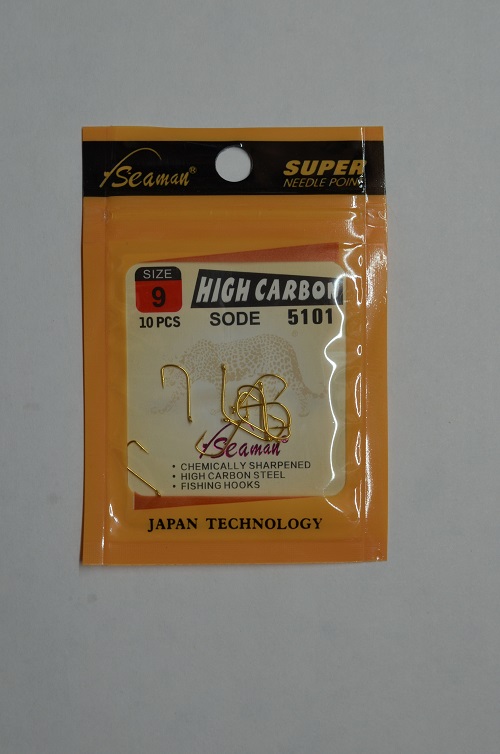 Seaman®
SUPER
NEEDLE POINT
SIZE
9
10 PCS
HIGH CARBON
SODE 5101
Seaman®
• CHEMICALLY SHARPENED
• HIGH CARBON STEEL
• FISHING HOOKS
JAPAN TECHNOLOGY